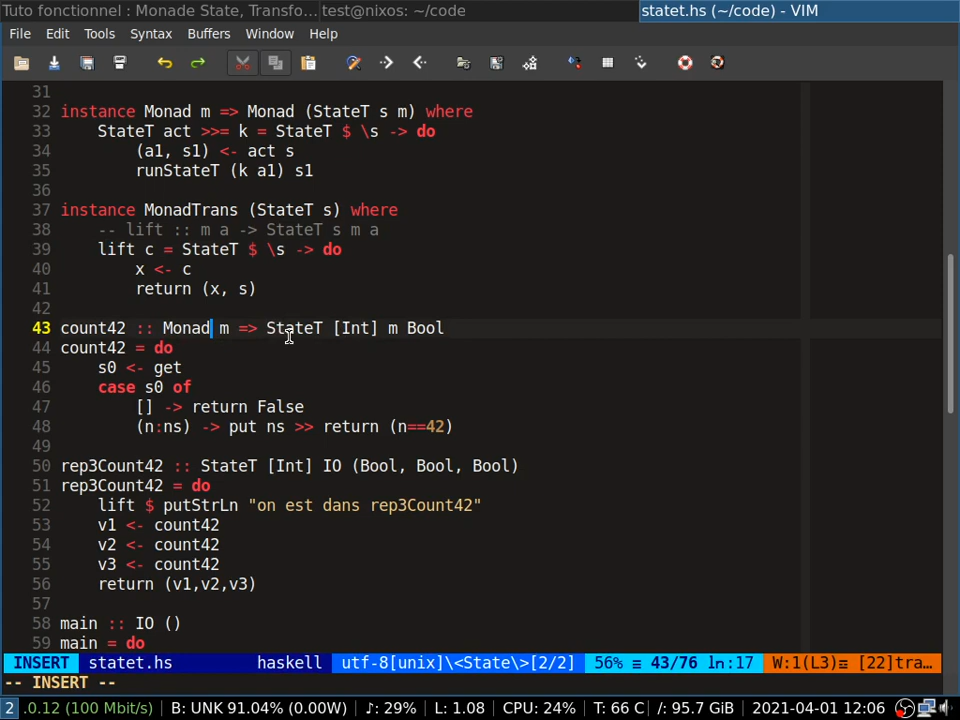 Tuto fonctionnel : Monade State, Transfo... test@nixos: ~/code statet.hs (~/code) - VIM
File Edit Tools Syntax Buffers Window Help
31
32 instance Monad m => Monad (StateT s m) where
33     StateT act >>= k = StateT $ \s -> do
34         (a1, s1) <- act s
35         runStateT (k a1) s1
36
37 instance MonadTrans (StateT s) where
38     -- lift :: m a -> StateT s m a
39     lift c = StateT $ \s -> do
40         x <- c
41         return (x, s)
42
43 count42 :: Monad m => StateT [Int] m Bool
44 count42 = do
45     s0 <- get
46     case s0 of
47         [] -> return False
48         (n:ns) -> put ns >> return (n==42)
49
50 rep3Count42 :: StateT [Int] IO (Bool, Bool, Bool)
51 rep3Count42 = do
52     lift $ putStrLn "on est dans rep3Count42"
53     v1 <- count42
54     v2 <- count42
55     v3 <- count42
56     return (v1,v2,v3)
57
58 main :: IO ()
59 main = do
INSERT statet.hs haskell utf-8[unix]\<State\>[2/2] 56% ≡ 43/76 ㏑:17 W:1(L3)≡ [22]tra…
-- INSERT --
2 .0.12 (100 Mbit/s) B: UNK 91.04% (0.00W) ♪: 29% L: 1.08 CPU: 24% T: 66 C /: 95.7 GiB 2021-04-01 12:06